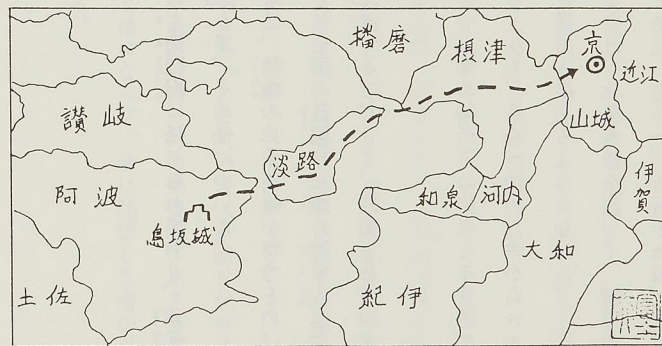 播磨
摂津
京
近江
讃岐
山城
淡路
伊賀
阿波
和泉
河内
鳥坂城
大和
土佐
紀伊